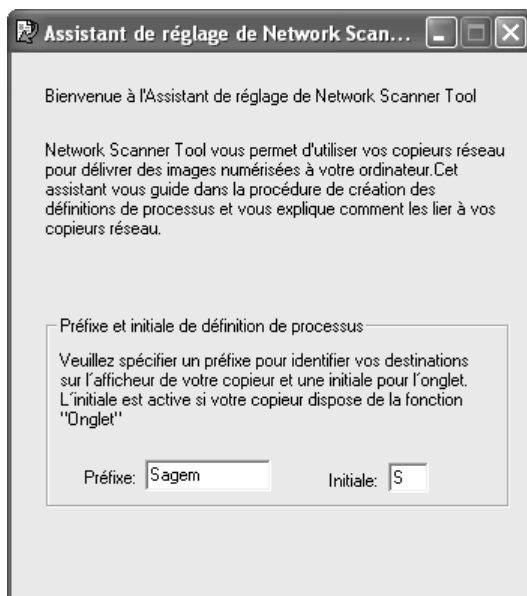 Assistant de réglage de Network Scan...
Bienvenue à l'Assistant de réglage de Network Scanner Tool
Network Scanner Tool vous permet d'utiliser vos copieurs réseau
pour délivrer des images numérisées à votre ordinateur.Cet
assistant vous guide dans la procédure de création des
définitions de processus et vous explique comment les lier à vos
copieurs réseau.
Préfixe et initiale de définition de processus
Veuillez spécifier un préfixe pour identifier vos destinations
sur l'afficheur de votre copieur et une initiale pour l'onglet.
L'initiale est active si votre copieur dispose de la fonction
"Onglet"
Préfixe: Sagem Initiale: S